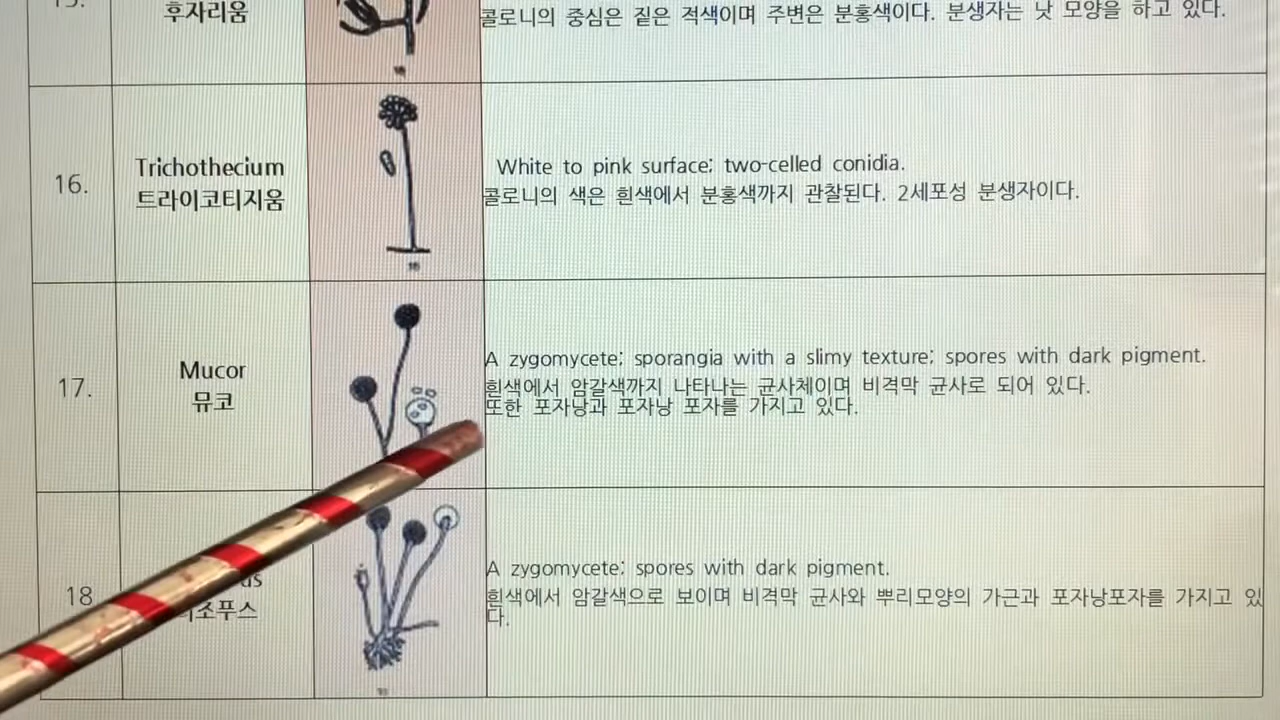 후자리움
콜로니의 중심은 짙은 적색이며 주변은 분홍색이다. 분생자는 낫 모양을 하고 있다.
16.
Trichothecium
트라이코티지움
White to pink surface; two-celled conidia.
콜로니의 색은 흰색에서 분홍색까지 관찰된다. 2세포성 분생자이다.
17.
Mucor
뮤코
A zygomycete; sporangia with a slimy texture; spores with dark pigment.
흰색에서 암갈색까지 나타나는 균사체이며 비격막 균사로 되어 있다.
또한 포자낭과 포자낭 포자를 가지고 있다.
18
조푸스
A zygomycete; spores with dark pigment.
흰색에서 암갈색으로 보이며 비격막 균사와 뿌리모양의 가근과 포자낭포자를 가지고 있
다.